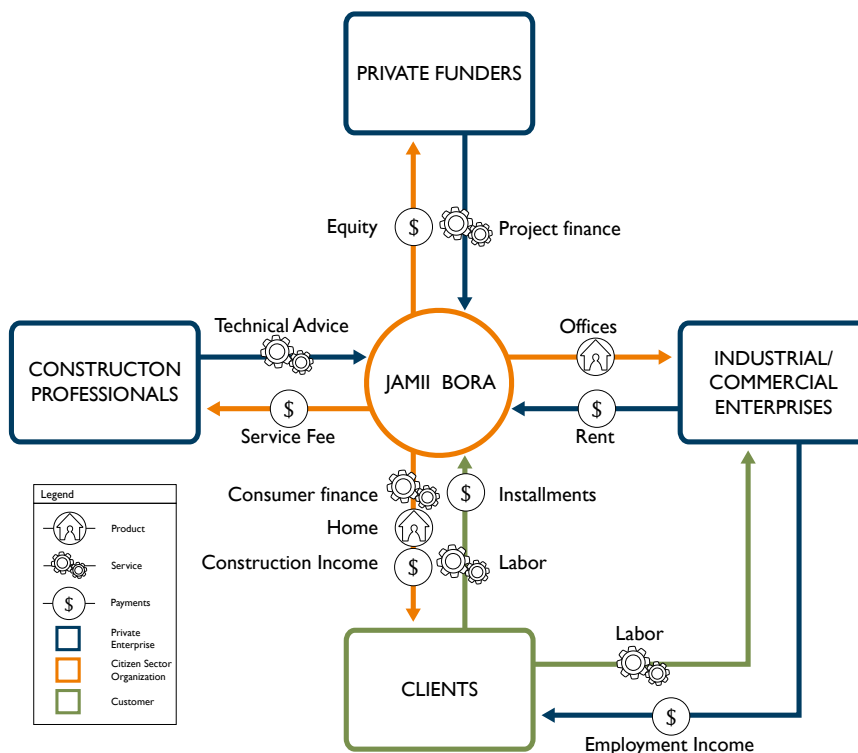 PRIVATE FUNDERS
Equity
$
Project finance
Technical Advice
Offices
CONSTRUCTON
PROFESSIONALS
JAMII BORA
INDUSTRIAL/
COMMERCIAL
ENTERPRISES
$
Service Fee
$
Rent
Consumer finance
$
Installments
Home
Construction Income
$
Labor
Legend
Product
Service
$
Payments
Private
Enterprise
Citizen Sector
Organization
Customer
CLIENTS
Labor
$
Employment Income